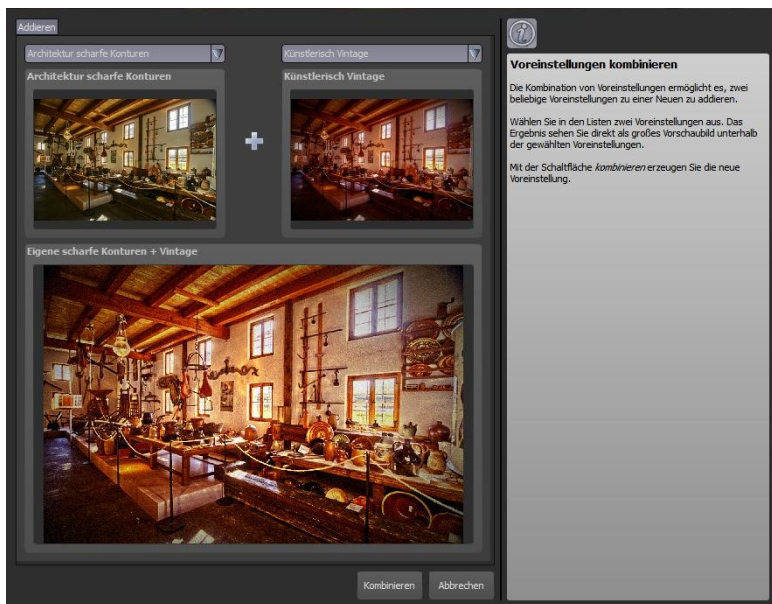 Addieren
Architektur scharfe Konturen
Künstlerisch Vintage
Architektur scharfe Konturen
Künstlerisch Vintage
Eigene scharfe Konturen + Vintage
Kombinieren
Abbrechen
Voreinstellungen kombinieren
Die Kombination von Voreinstellungen ermöglicht es, zwei
beliebige Voreinstellungen zu einer Neuen zu addieren.
Wählen Sie in den Listen zwei Voreinstellungen aus. Das
Ergebnis sehen Sie direkt als großes Vorschaubild unterhalb
der gewählten Voreinstellungen.
Mit der Schaltfläche kombinieren erzeugen Sie die neue
Voreinstellung.